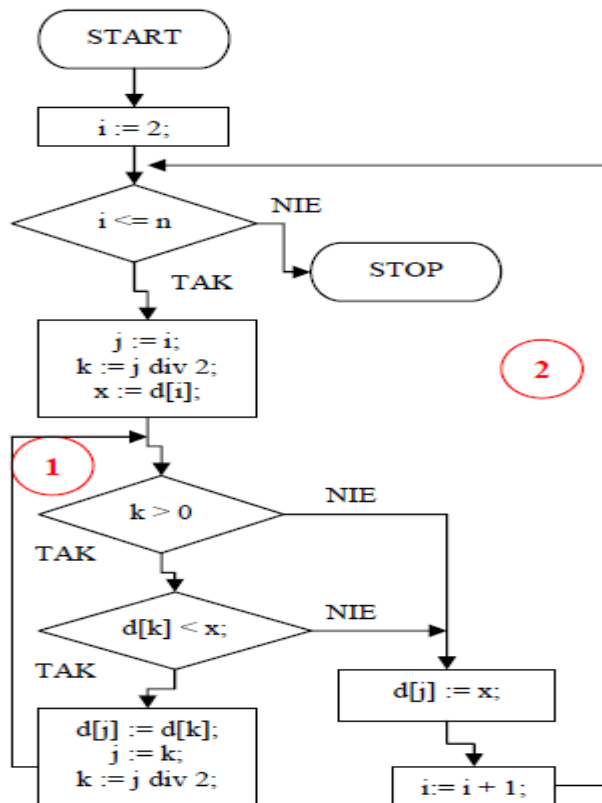 START
i := 2;
i <= n
NIE
STOP
TAK
j := i;
k := j div 2;
x := d[i];
2
1
k > 0
NIE
TAK
d[k] < x;
NIE
TAK
d[j] := x;
d[j] := d[k];
j := k;
k := j div 2;
i:= i + 1;